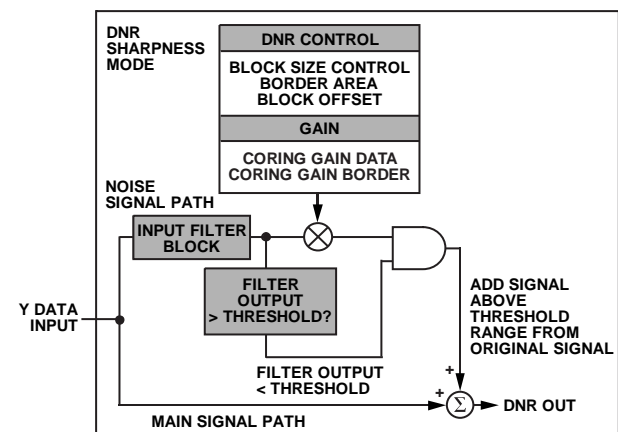 DNR
SHARPNESS
MODE
DNR CONTROL
BLOCK SIZE CONTROL
BORDER AREA
BLOCK OFFSET
GAIN
CORING GAIN DATA
CORING GAIN BORDER
NOISE
SIGNAL PATH
INPUT FILTER
BLOCK
FILTER
OUTPUT
> THRESHOLD?
Y DATA
INPUT
ADD SIGNAL
ABOVE
THRESHOLD
RANGE FROM
ORIGINAL SIGNAL
FILTER OUTPUT
< THRESHOLD
+
+
Σ
DNR OUT
MAIN SIGNAL PATH